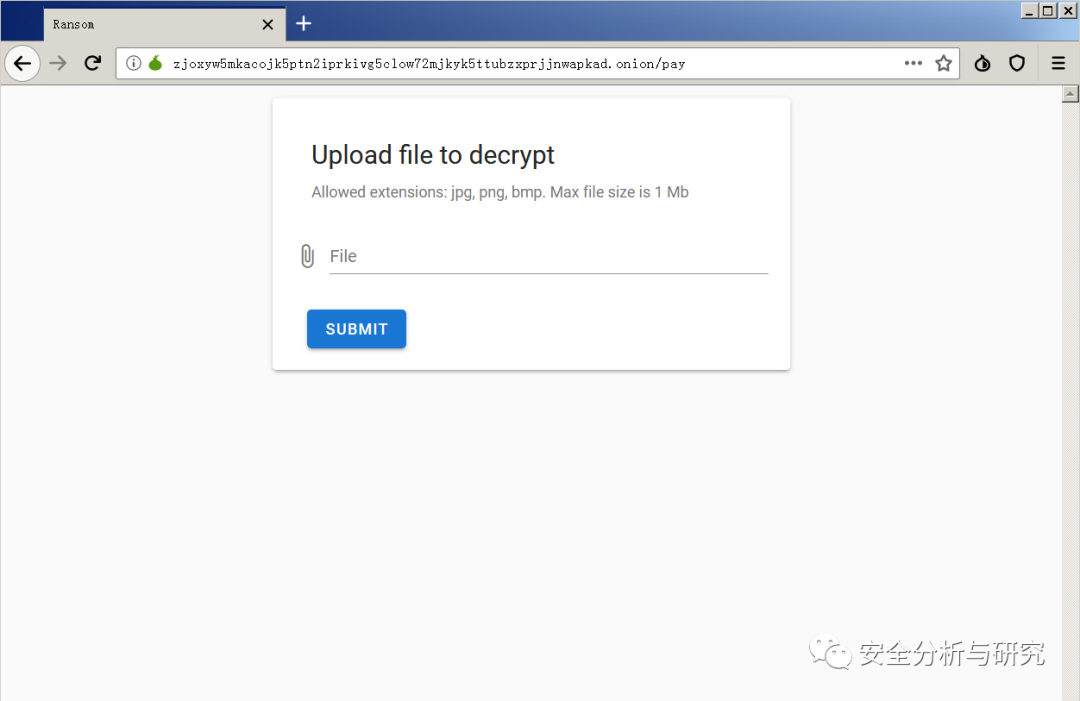 Ransom
zjoxyw5mkacojk5ptn2iprkivg5clow72mjkyk5ttubzxprjjnwapkad.onion/pay
Upload file to decrypt
Allowed extensions: jpg, png, bmp. Max file size is 1 Mb
File
SUBMIT
安全分析与研究